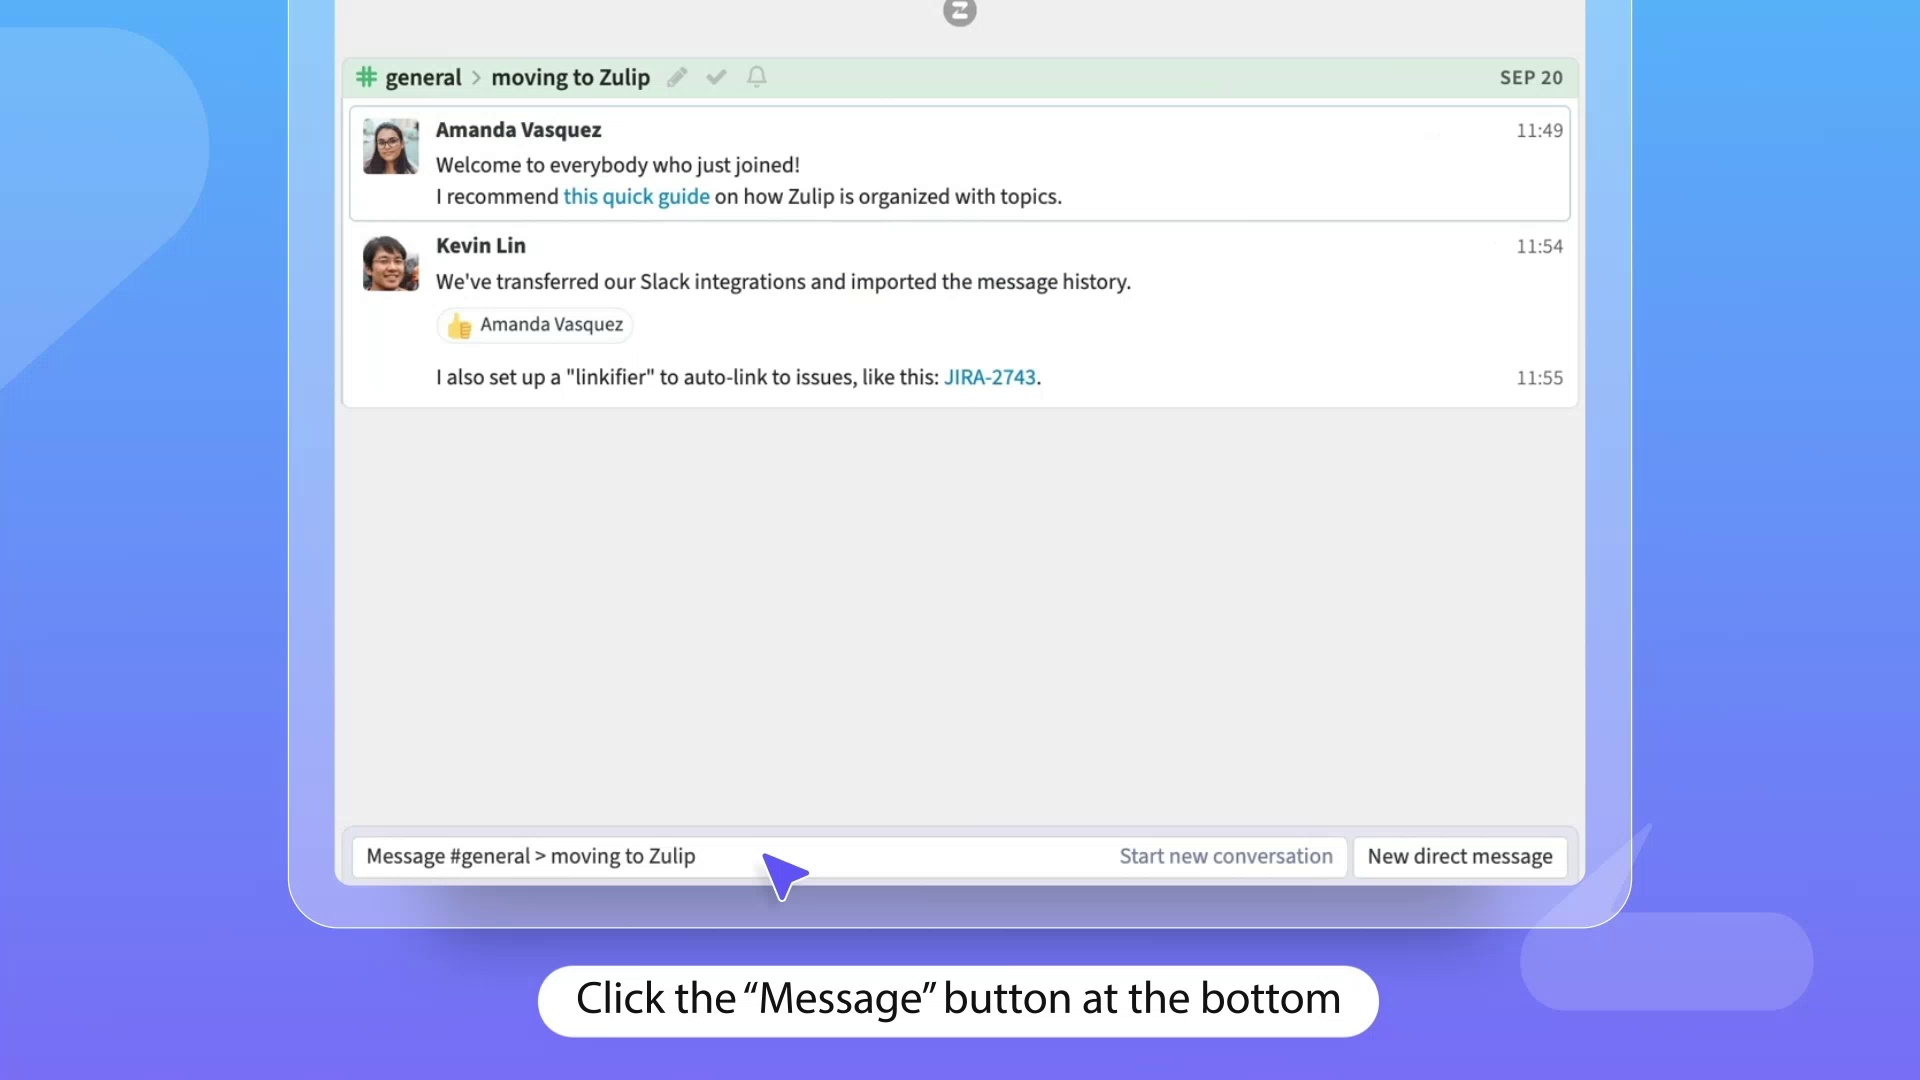 general > moving to Zulip SEP 20
Amanda Vasquez 11:49
Welcome to everybody who just joined!
I recommend this quick guide on how Zulip is organized with topics.
Kevin Lin 11:54
We've transferred our Slack integrations and imported the message history.
Amanda Vasquez
I also set up a "linkifier" to auto-link to issues, like this: JIRA-2743. 11:55
Message #general > moving to Zulip Start new conversation New direct message
Click the “Message” button at the bottom